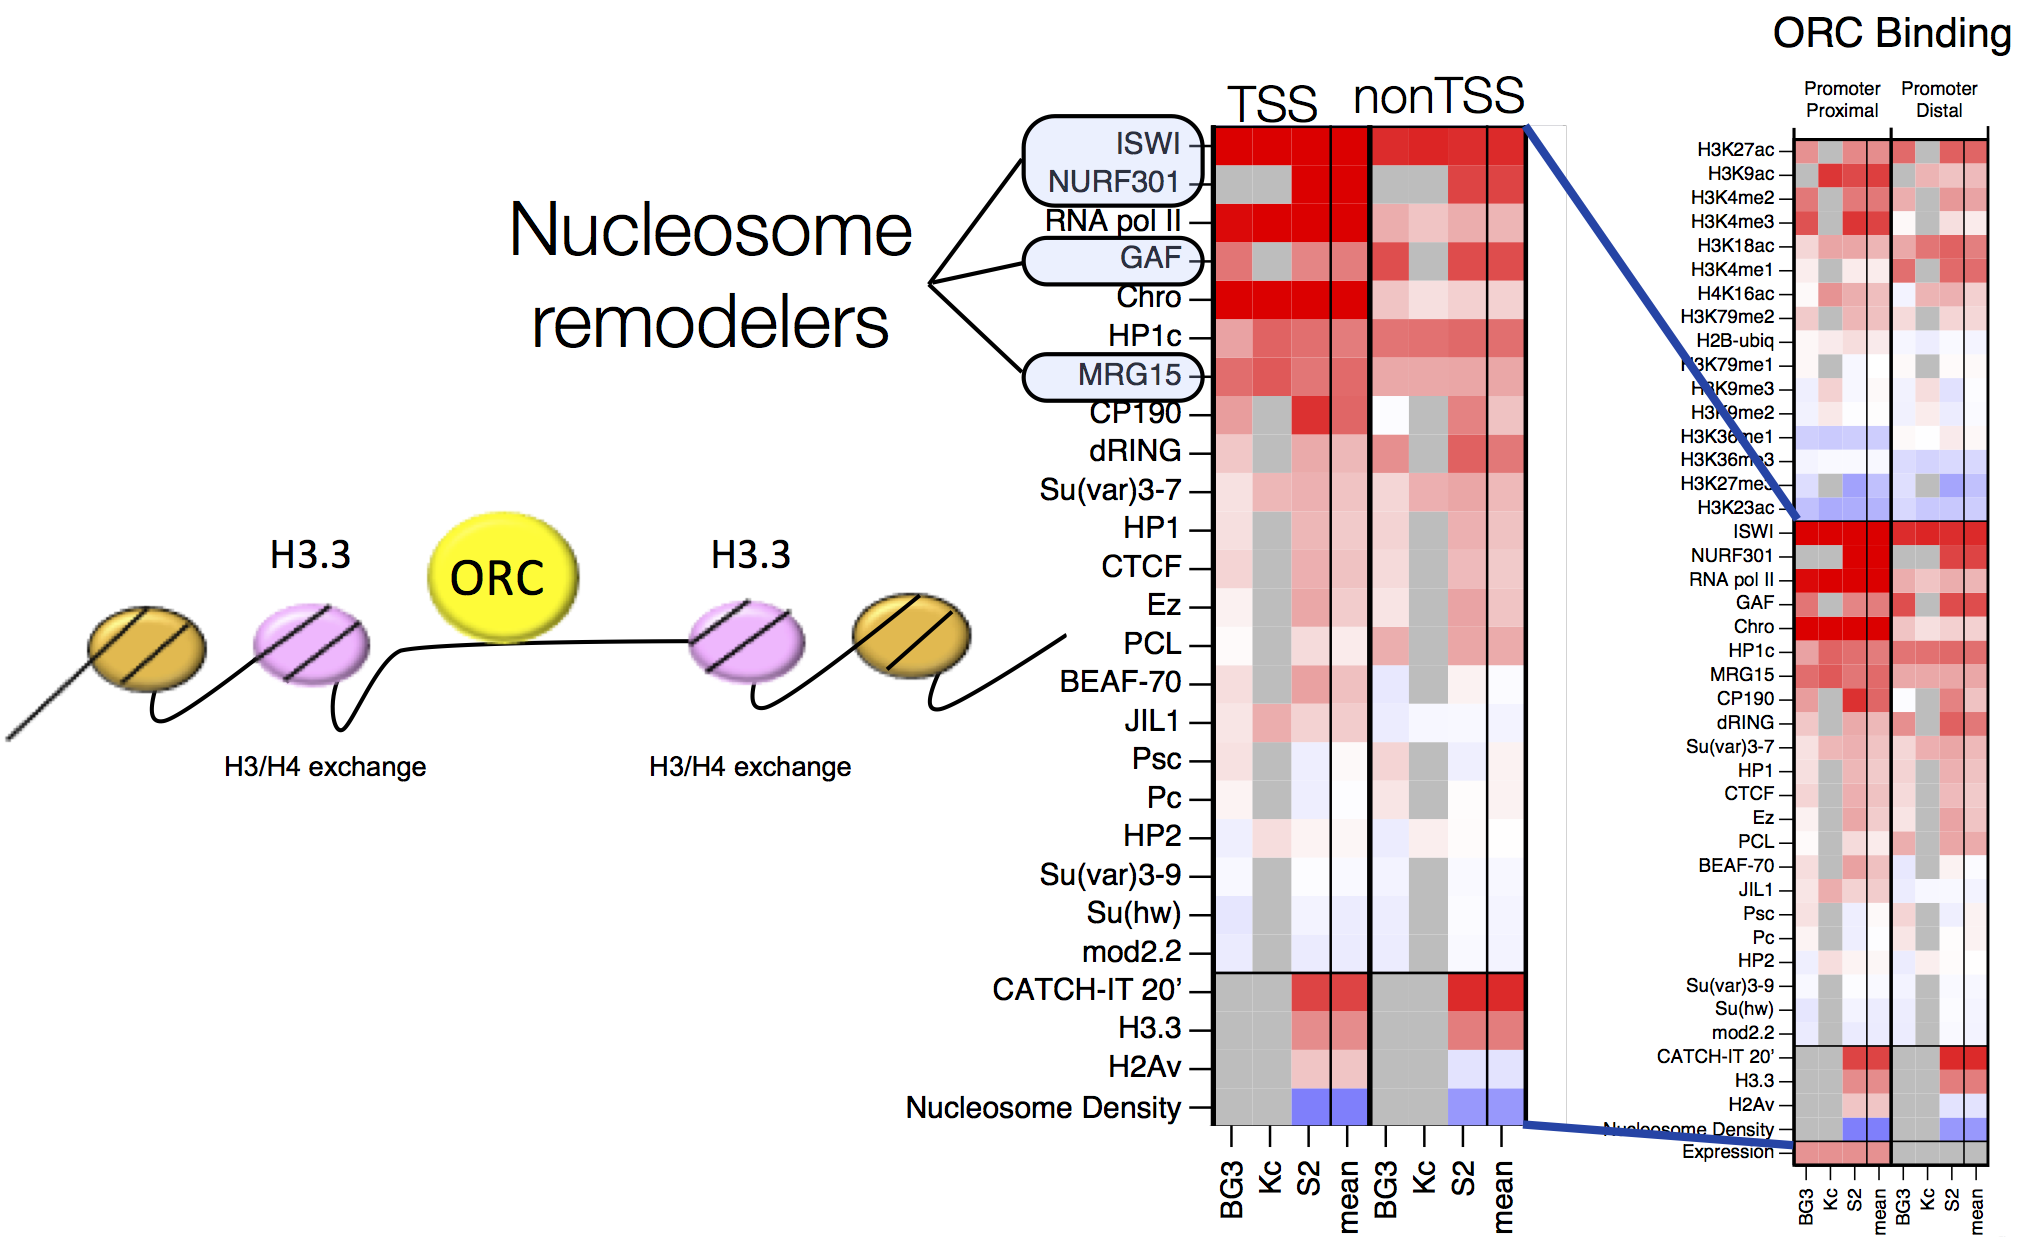 ORC Binding
Promoter Proximal
Promoter Distal
TSS
nonTSS
Nucleosome
remodelers
ISWI
NURF301
RNA pol II
GAF
Chro
HP1c
MRG15
CP190
dRING
Su(var)3-7
HP1
CTCF
Ez
PCL
BEAF-70
JIL1
Psc
Pc
HP2
Su(var)3-9
Su(hw)
mod2.2
CATCH-IT 20’
H3.3
H2Av
Nucleosome Density
BG3
Kc
S2
mean
BG3
Kc
S2
mean
H3.3
ORC
H3.3
H3/H4 exchange
H3/H4 exchange
H3K27ac
H3K9ac
H3K4me2
H3K4me3
H3K18ac
H3K4me1
H4K16ac
H3K79me2
H2B-ubiq
H3K79me1
H3K9me3
H3K9me2
H3K36me1
H3K36me3
H3K27me3
H3K23ac
ISWI
NURF301
RNA pol II
GAF
Chro
HP1c
MRG15
CP190
dRING
Su(var)3-7
HP1
CTCF
Ez
PCL
BEAF-70
JIL1
Psc
Pc
HP2
Su(var)3-9
Su(hw)
mod2.2
CATCH-IT 20’
H3.3
H2Av
Nucleosome Density
Expression
BG3
Kc
S2
mean
BG3
Kc
S2
mean